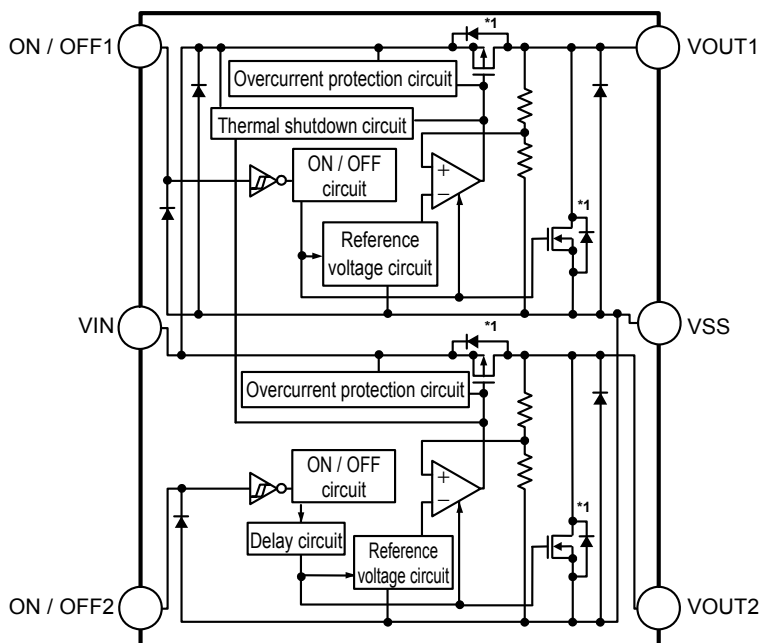 ON / OFF1
*1
VOUT1
Overcurrent protection circuit
Thermal shutdown circuit
ON / OFF
circuit
+
−
*1
Reference
voltage circuit
VIN
VSS
*1
Overcurrent protection circuit
ON / OFF
circuit
+
−
*1
Delay circuit
Reference
voltage circuit
ON / OFF2
VOUT2